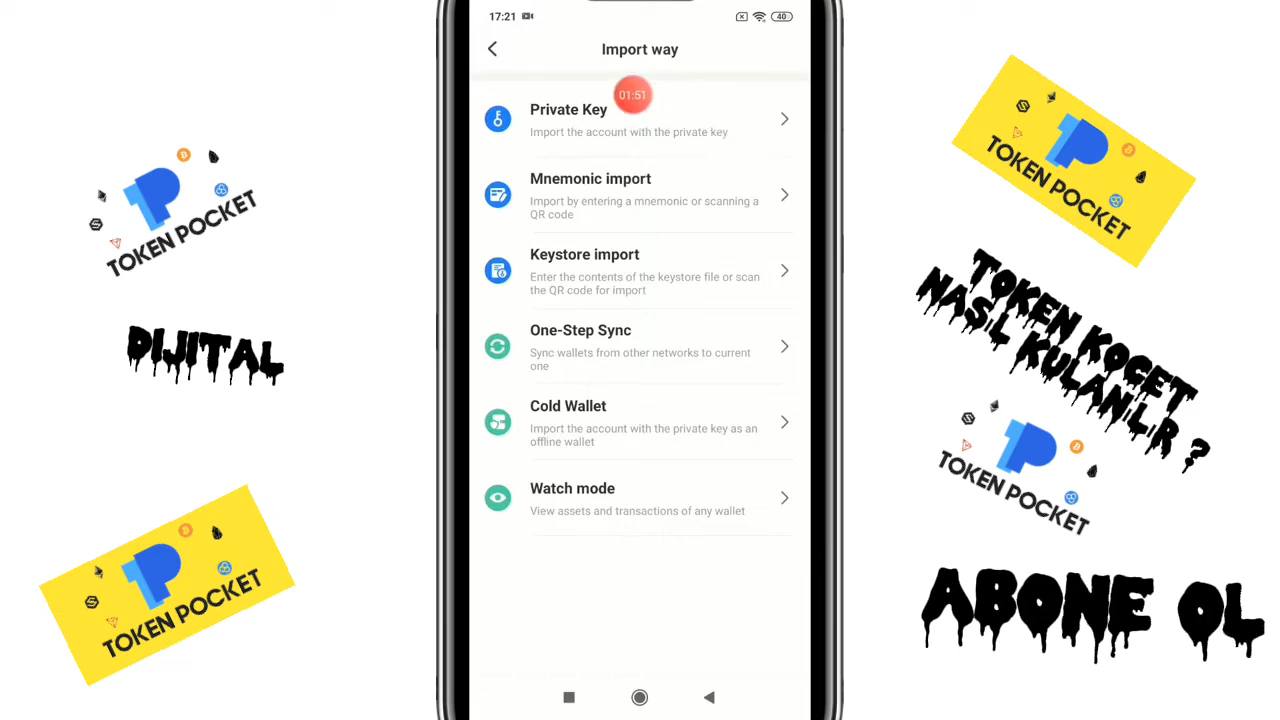 17:21
40
Import way
01:51
Private Key
Import the account with the private key
Mnemonic import
Import by entering a mnemonic or scanning a
QR code
Keystore import
Enter the contents of the keystore file or scan
the QR code for import
One-Step Sync
Sync wallets from other networks to current
one
Cold Wallet
Import the account with the private key as an
offline wallet
Watch mode
View assets and transactions of any wallet
TOKEN POCKET
DIJITAL
TOKEN POCKET
TOKEN POCKET
TOKEN KOCET
NASıL KULANıLıR ?
TOKEN POCKET
ABONE OL